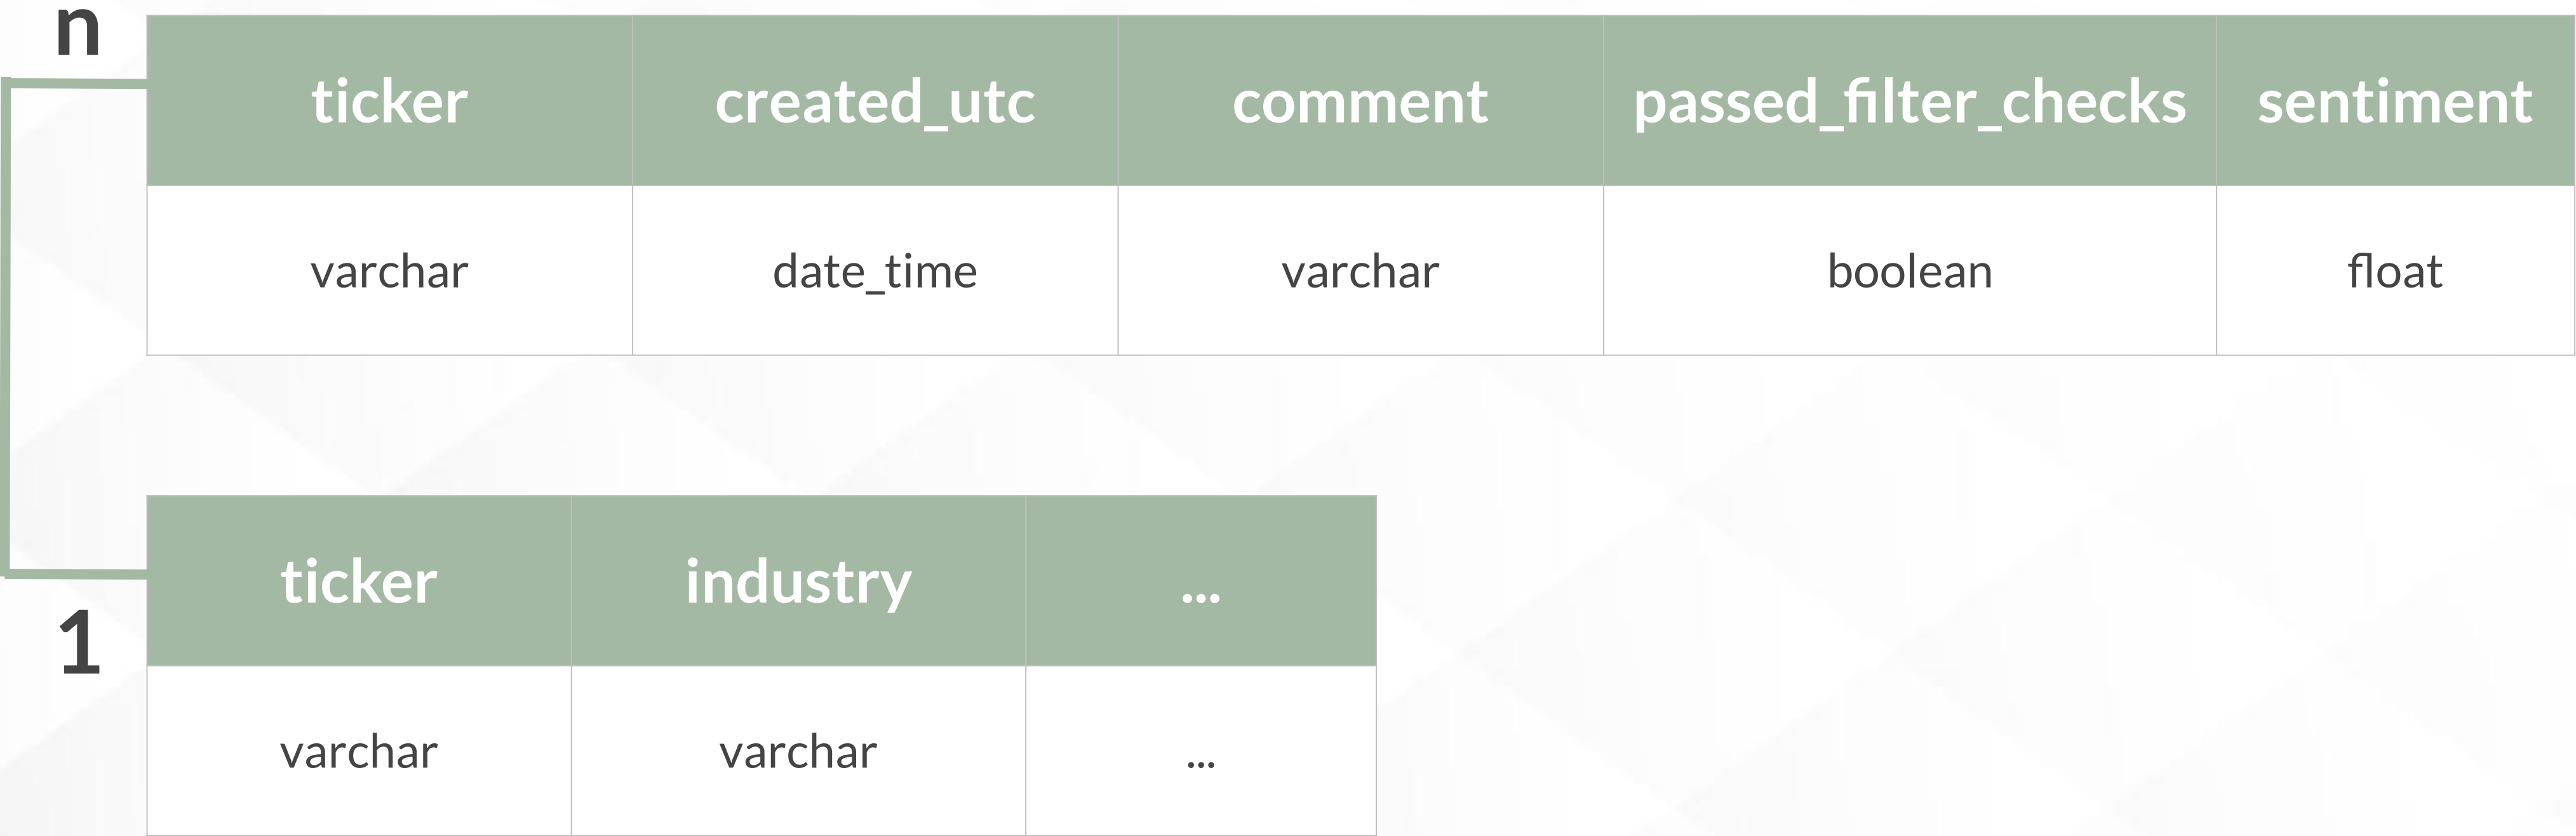 n
ticker created_utc comment passed_filter_checks sentiment
varchar date_time varchar boolean float
ticker industry ...
1
varchar varchar ...